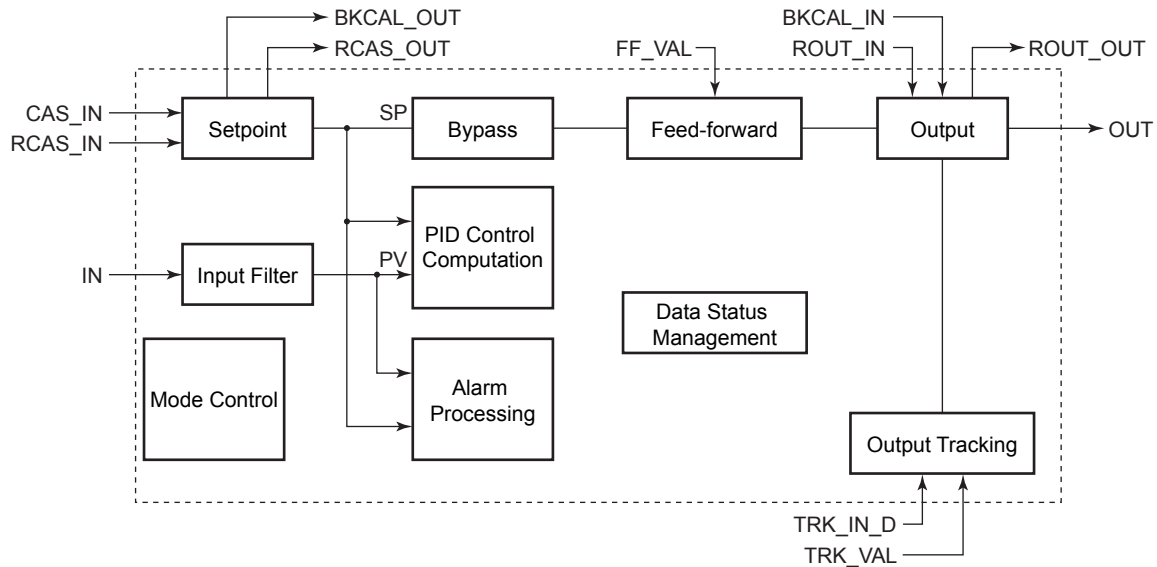 BKCAL_OUT
RCAS_OUT
BKCAL_IN
ROUT_IN
ROUT_OUT
FF_VAL
CAS_IN
RCAS_IN
Setpoint
SP
Bypass
Feed-forward
Output
OUT
IN
Input Filter
PV
PID Control
Computation
Data Status
Management
Mode Control
Alarm
Processing
Output Tracking
TRK_IN_D
TRK_VAL